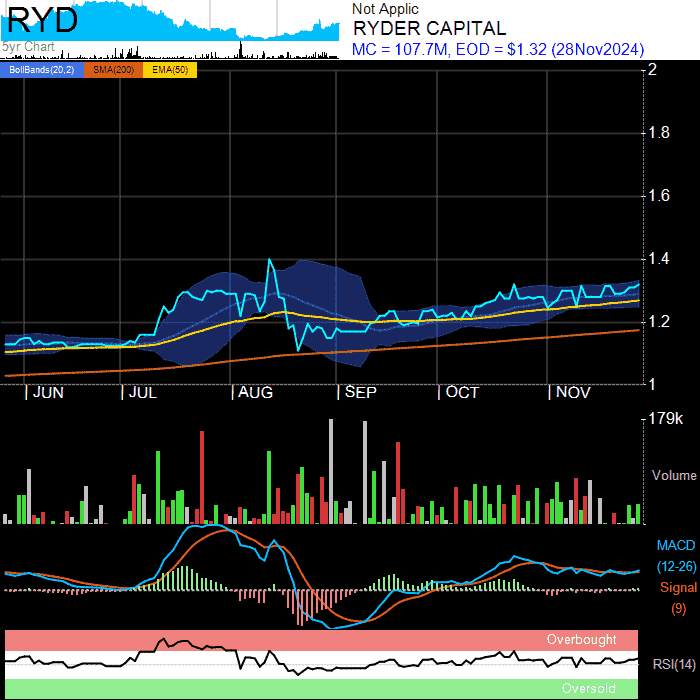 RYD
5yr Chart
Not Applic
RYDER CAPITAL
MC = 107.7M, EOD = $1.32 (28Nov2024)
BollBands(20,2) SMA(200) EMA(50)
2
1.8
1.6
1.4
1.2
1
JUN JUL AUG SEP OCT NOV
179k
Volume
MACD
(12-26)
Signal
(9)
Overbought
RSI(14)
Oversold